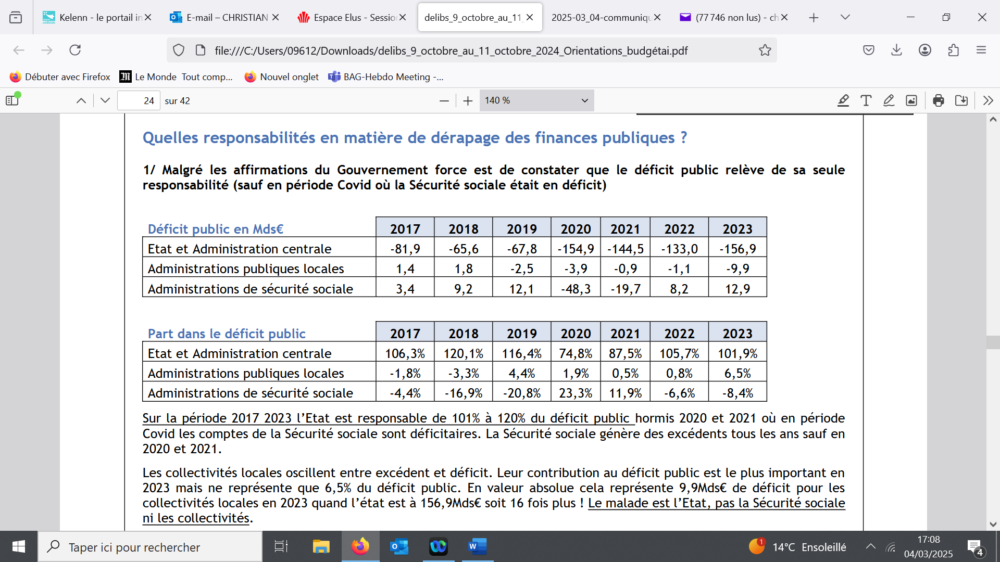 Kelenn - le portail in
E-mail – CHRISTIAN
Espace Elus - Sessio
delibs_9_octobre_au_11_
2025-03_04-communiqu
(77 746 non lus) - ch
file:///C:/Users/09612/Downloads/delibs_9_octobre_au_11_octobre_2024_Orientations_budgétai.pdf
Débuter avec Firefox
Le Monde Tout comp...
Nouvel onglet
BAG-Hebdo Meeting -...
24 sur 42
140 %
Quelles responsabilités en matière de dérapage des finances publiques ?
1/ Malgré les affirmations du Gouvernement force est de constater que le déficit public relève de sa seule
responsabilité (sauf en période Covid où la Sécurité sociale était en déficit)
Déficit public en Mds€ 2017 2018 2019 2020 2021 2022 2023
Etat et Administration centrale -81,9 -65,6 -67,8 -154,9 -144,5 -133,0 -156,9
Administrations publiques locales 1,4 1,8 -2,5 -3,9 -0,9 -1,1 -9,9
Administrations de sécurité sociale 3,4 9,2 12,1 -48,3 -19,7 8,2 12,9
Part dans le déficit public 2017 2018 2019 2020 2021 2022 2023
Etat et Administration centrale 106,3% 120,1% 116,4% 74,8% 87,5% 105,7% 101,9%
Administrations publiques locales -1,8% -3,3% 4,4% 1,9% 0,5% 0,8% 6,5%
Administrations de sécurité sociale -4,4% -16,9% -20,8% 23,3% 11,9% -6,6% -8,4%
Sur la période 2017 2023 l’Etat est responsable de 101% à 120% du déficit public hormis 2020 et 2021 où en période
Covid les comptes de la Sécurité sociale sont déficitaires. La Sécurité sociale génère des excédents tous les ans sauf en
2020 et 2021.
Les collectivités locales oscillent entre excédent et déficit. Leur contribution au déficit public est le plus important en
2023 mais ne représente que 6,5% du déficit public. En valeur absolue cela représente 9,9Mds€ de déficit pour les
collectivités locales en 2023 quand l’état est à 156,9Mds€ soit 16 fois plus ! Le malade est l’Etat, pas la Sécurité sociale
ni les collectivités.
Taper ici pour rechercher
1
14°C Ensoleillé
17:08
04/03/2025
4